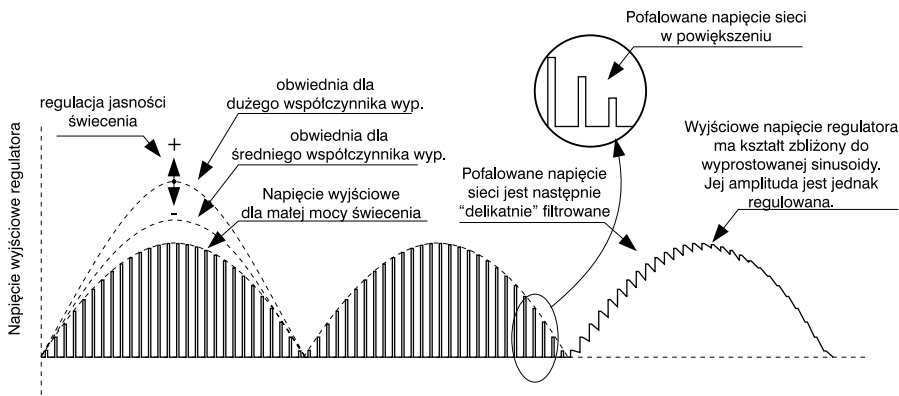 Pofalowane napięcie sieci
w powiększeniu
obwiednia dla
dużego współczynnika wyp.
regulacja jasności
świecenia
+
-
obwiednia dla
średniego współczynnika wyp.
Napięcie wyjściowe
dla małej mocy świecenia
Pofalowane napięcie
sieci jest następnie
“delikatnie” filtrowane
Wyjściowe napięcie regulatora
ma kształt zbliżony do
wyprostowanej sinusoidy.
Jej amplituda jest jednak
regulowana.
Napięcie wyjściowe regulatora